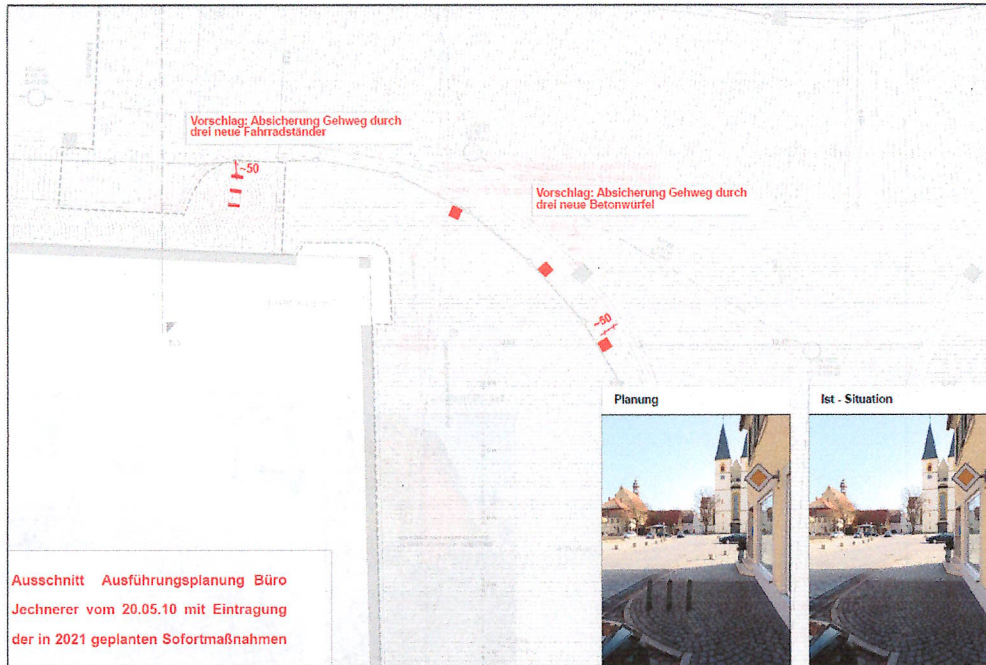 Vorschlag: Absicherung Gehweg durch
drei neue Fahrradständer
~50
Vorschlag: Absicherung Gehweg durch
drei neue Betonwürfel
~50
Planung
Ist - Situation
Ausschnitt Ausführungsplanung Büro
Jechnerer vom 20.05.10 mit Eintragung
der in 2021 geplanten Sofortmaßnahmen